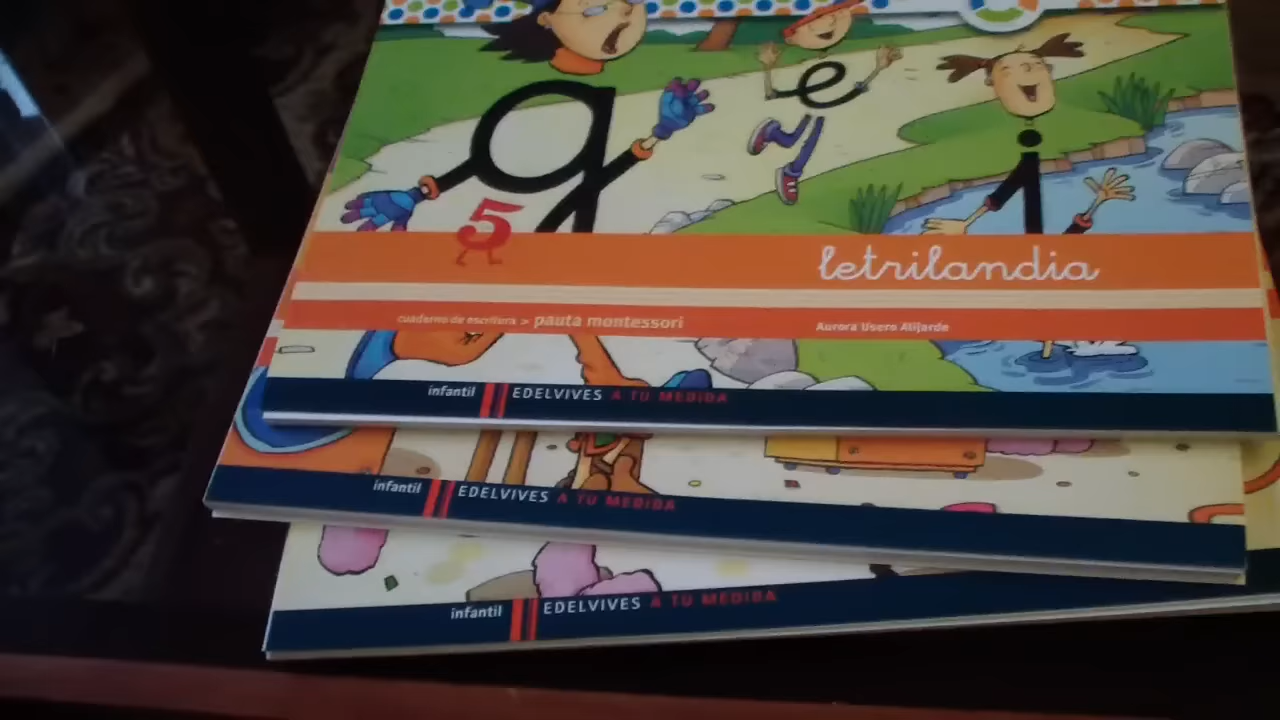 g e i
5
letrilandia
cuaderno de escritura > pauta montessori
Aurora Usero Alijarde
infantil EDELVIVES A TU MEDIDA
infantil EDELVIVES A TU MEDIDA
infantil EDELVIVES A TU MEDIDA